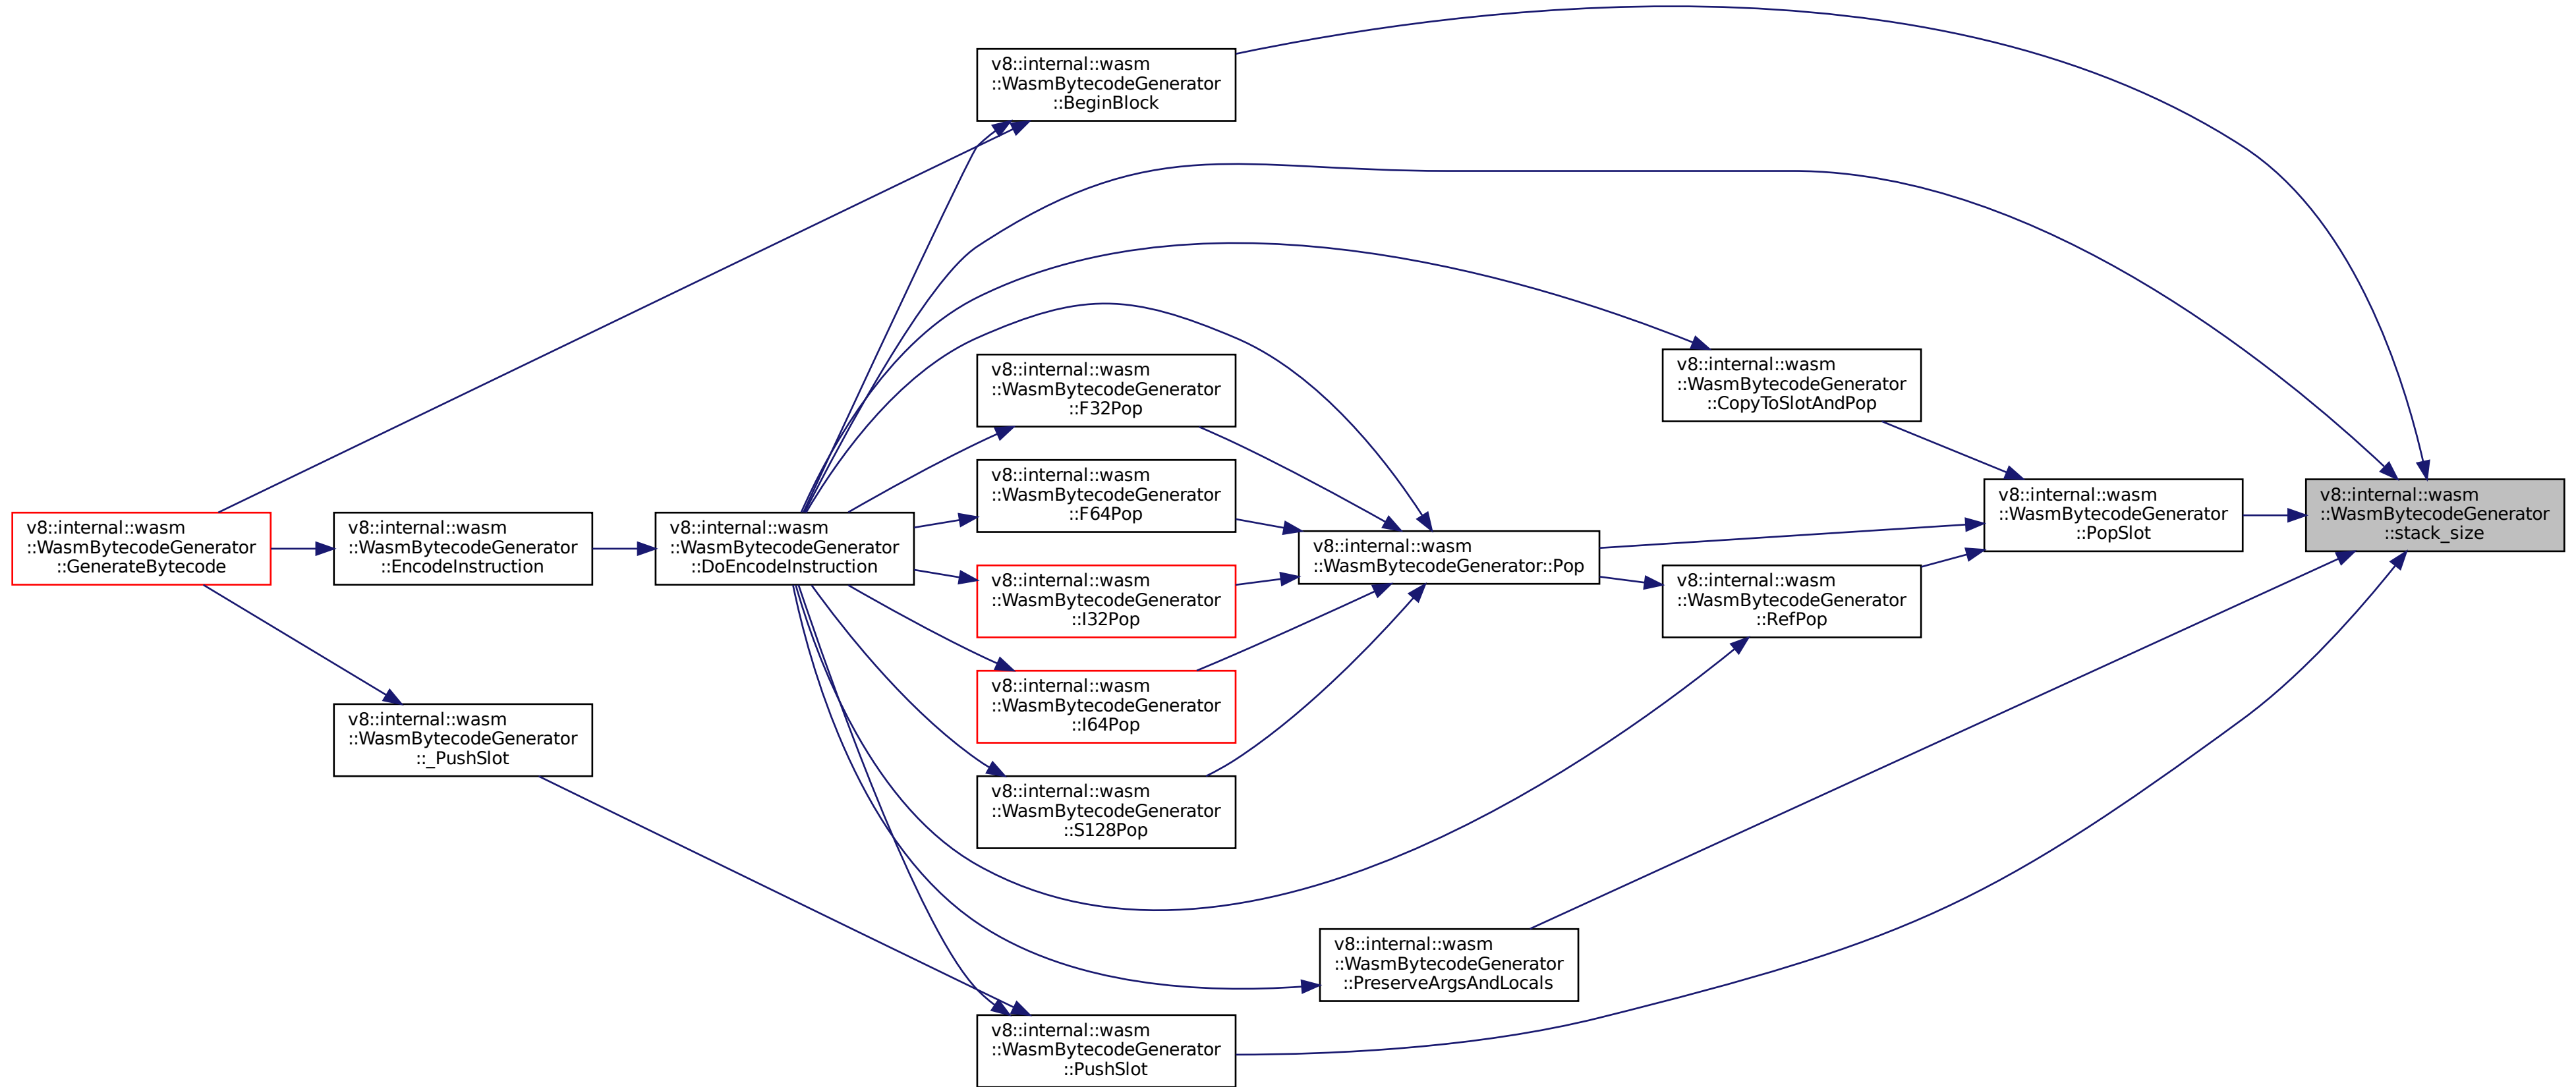 v8::internal::wasm
::WasmBytecodeGenerator
::BeginBlock
v8::internal::wasm
::WasmBytecodeGenerator
::CopyToSlotAndPop
v8::internal::wasm
::WasmBytecodeGenerator
::F32Pop
v8::internal::wasm
::WasmBytecodeGenerator
::F64Pop
v8::internal::wasm
::WasmBytecodeGenerator
::PopSlot
v8::internal::wasm
::WasmBytecodeGenerator
::stack_size
v8::internal::wasm
::WasmBytecodeGenerator
::GenerateBytecode
v8::internal::wasm
::WasmBytecodeGenerator
::EncodeInstruction
v8::internal::wasm
::WasmBytecodeGenerator
::DoEncodeInstruction
v8::internal::wasm
::WasmBytecodeGenerator::Pop
v8::internal::wasm
::WasmBytecodeGenerator
::I32Pop
v8::internal::wasm
::WasmBytecodeGenerator
::RefPop
v8::internal::wasm
::WasmBytecodeGenerator
::I64Pop
v8::internal::wasm
::WasmBytecodeGenerator
::_PushSlot
v8::internal::wasm
::WasmBytecodeGenerator
::S128Pop
v8::internal::wasm
::WasmBytecodeGenerator
::PreserveArgsAndLocals
v8::internal::wasm
::WasmBytecodeGenerator
::PushSlot